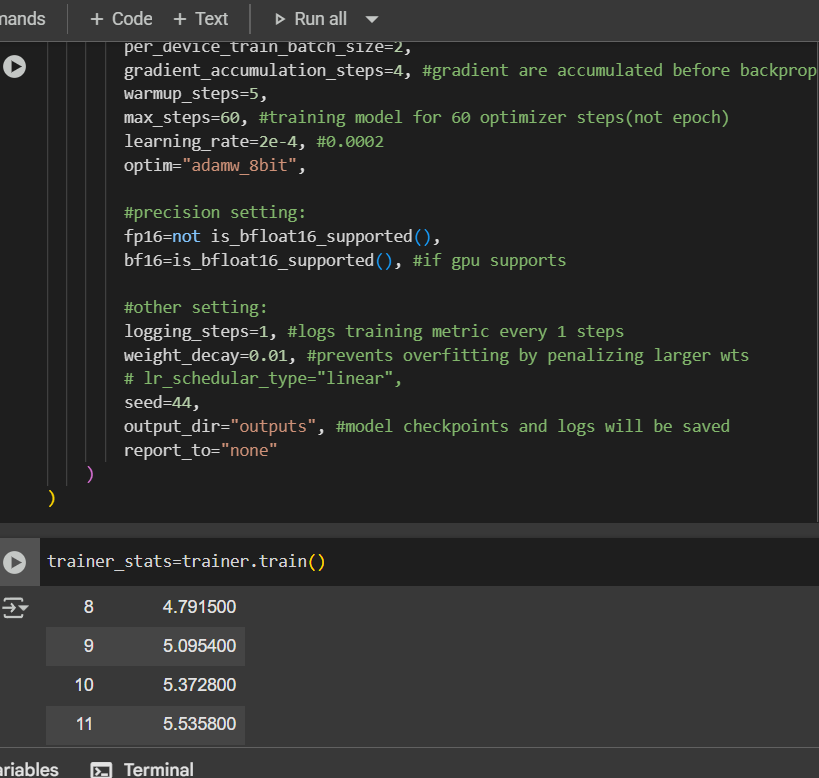 mands + Code + Text Run all
per_device_train_batch_size=2,
gradient_accumulation_steps=4, #gradient are accumulated before backprop
warmup_steps=5,
max_steps=60, #training model for 60 optimizer steps(not epoch)
learning_rate=2e-4, #0.0002
optim="adamw_8bit",
#precision setting:
fp16=not is_bfloat16_supported(),
bf16=is_bfloat16_supported(), #if gpu supports
#other setting:
logging_steps=1, #logs training metric every 1 steps
weight_decay=0.01, #prevents overfitting by penalizing larger wts
# lr_schedular_type="linear",
seed=44,
output_dir="outputs", #model checkpoints and logs will be saved
report_to="none"
)
)
trainer_stats=trainer.train()
8 4.791500
9 5.095400
10 5.372800
11 5.535800
ariables Terminal